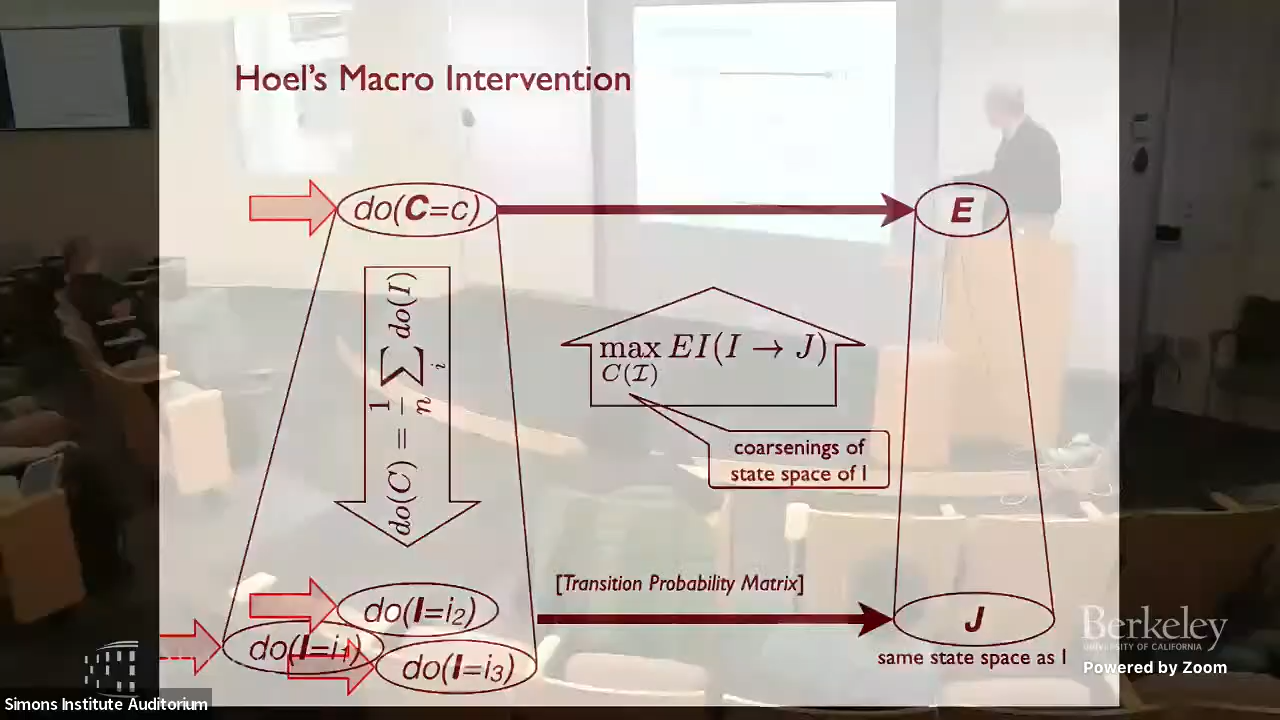 Hoel's Macro Intervention
do(C=c)
E
do(C) = 1/n ∑_i do(I)
max EI(I → J)
C(I)
coarsenings of
state space of I
[Transition Probability Matrix]
do(I=i₂)
do(I=i₁)
do(I=i₃)
J
same state space as I
Berkeley
UNIVERSITY OF CALIFORNIA
Powered by Zoom
Simons Institute Auditorium